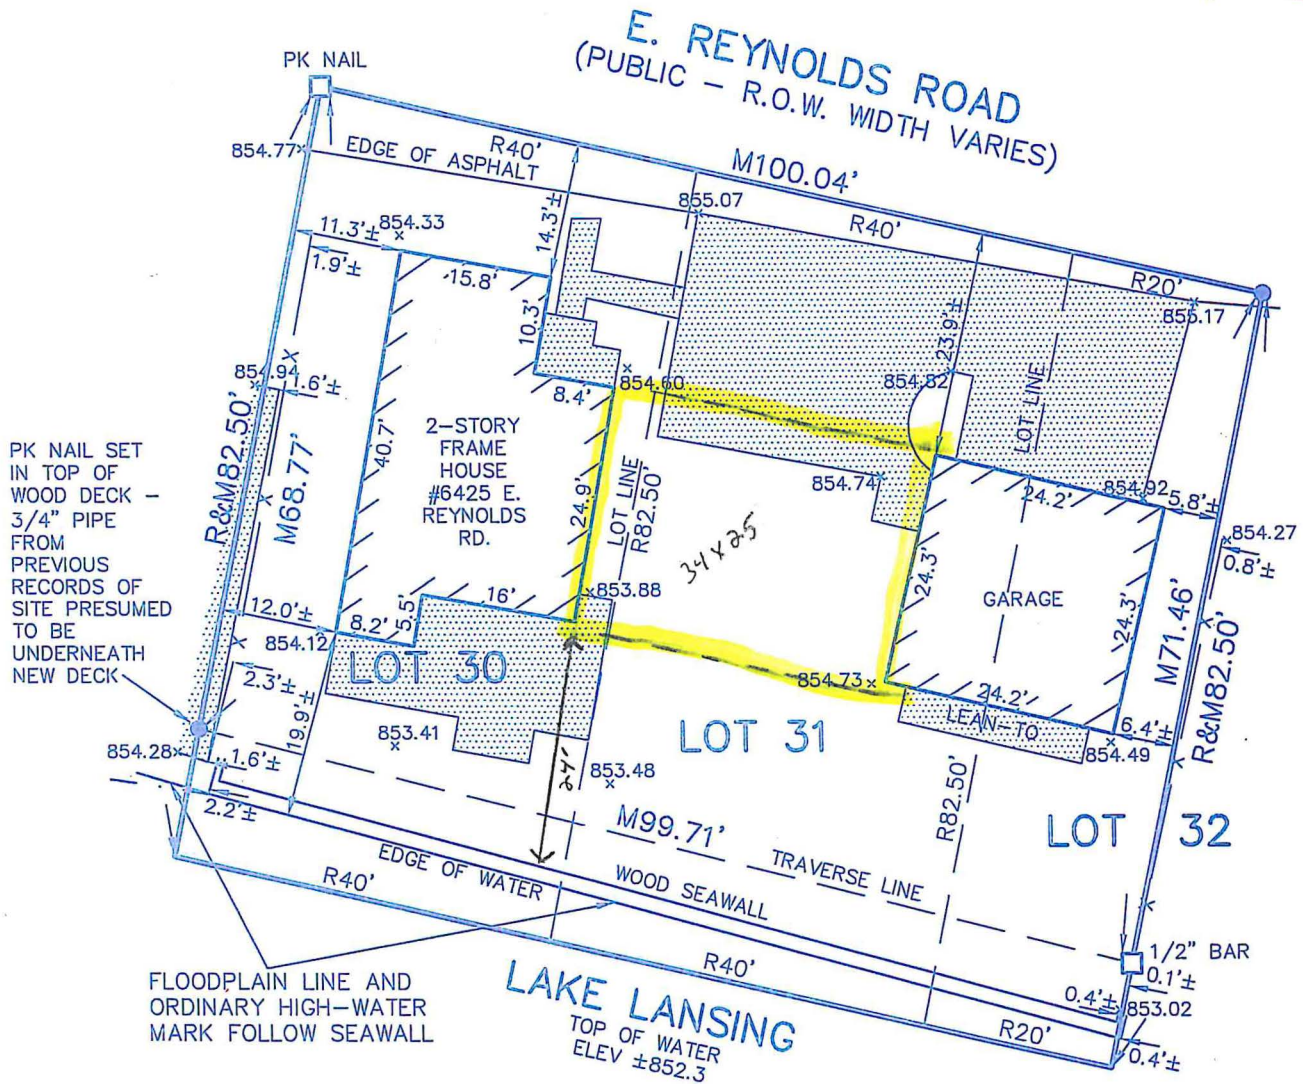 E. REYNOLDS ROAD
(PUBLIC – R.O.W. WIDTH VARIES)
PK NAIL
R40'
M100.04'
854.77
EDGE OF ASPHALT
855.07
R40'
11.3'±
854.33
14.3'±
R20'
1.9'±
15.8'
855.17
10.3'
23.9'±
854.94
1.6'±
854.60
854.82
LOT LINE
8.4'
2-STORY
FRAME
HOUSE
#6425 E.
REYNOLDS
RD.
40.7'
R&M82.50'
M68.77'
PK NAIL SET
IN TOP OF
WOOD DECK –
3/4" PIPE
FROM
PREVIOUS
RECORDS OF
SITE PRESUMED
TO BE
UNDERNEATH
NEW DECK
24.9'
LOT LINE
R82.50'
854.74
24.2'
854.92
5.8'±
34x25
854.27
0.8'±
24.3'
GARAGE
24.3'
M71.46'
R&M82.50'
853.88
16'
12.0'±
8.2'
5.5'
854.12
LOT 30
854.73
24.2'
2.3'±
19.9'±
LEAN-TO
6.4'±
853.41
LOT 31
854.49
854.28
1.6'±
24'
853.48
2.2'±
M99.71'
R82.50'
LOT 32
EDGE OF WATER
TRAVERSE LINE
R40'
WOOD SEAWALL
1/2" BAR
0.1'±
FLOODPLAIN LINE AND
ORDINARY HIGH-WATER
MARK FOLLOW SEAWALL
R40'
0.4'±
853.02
LAKE LANSING
R20'
TOP OF WATER
ELEV ±852.3
0.4'±